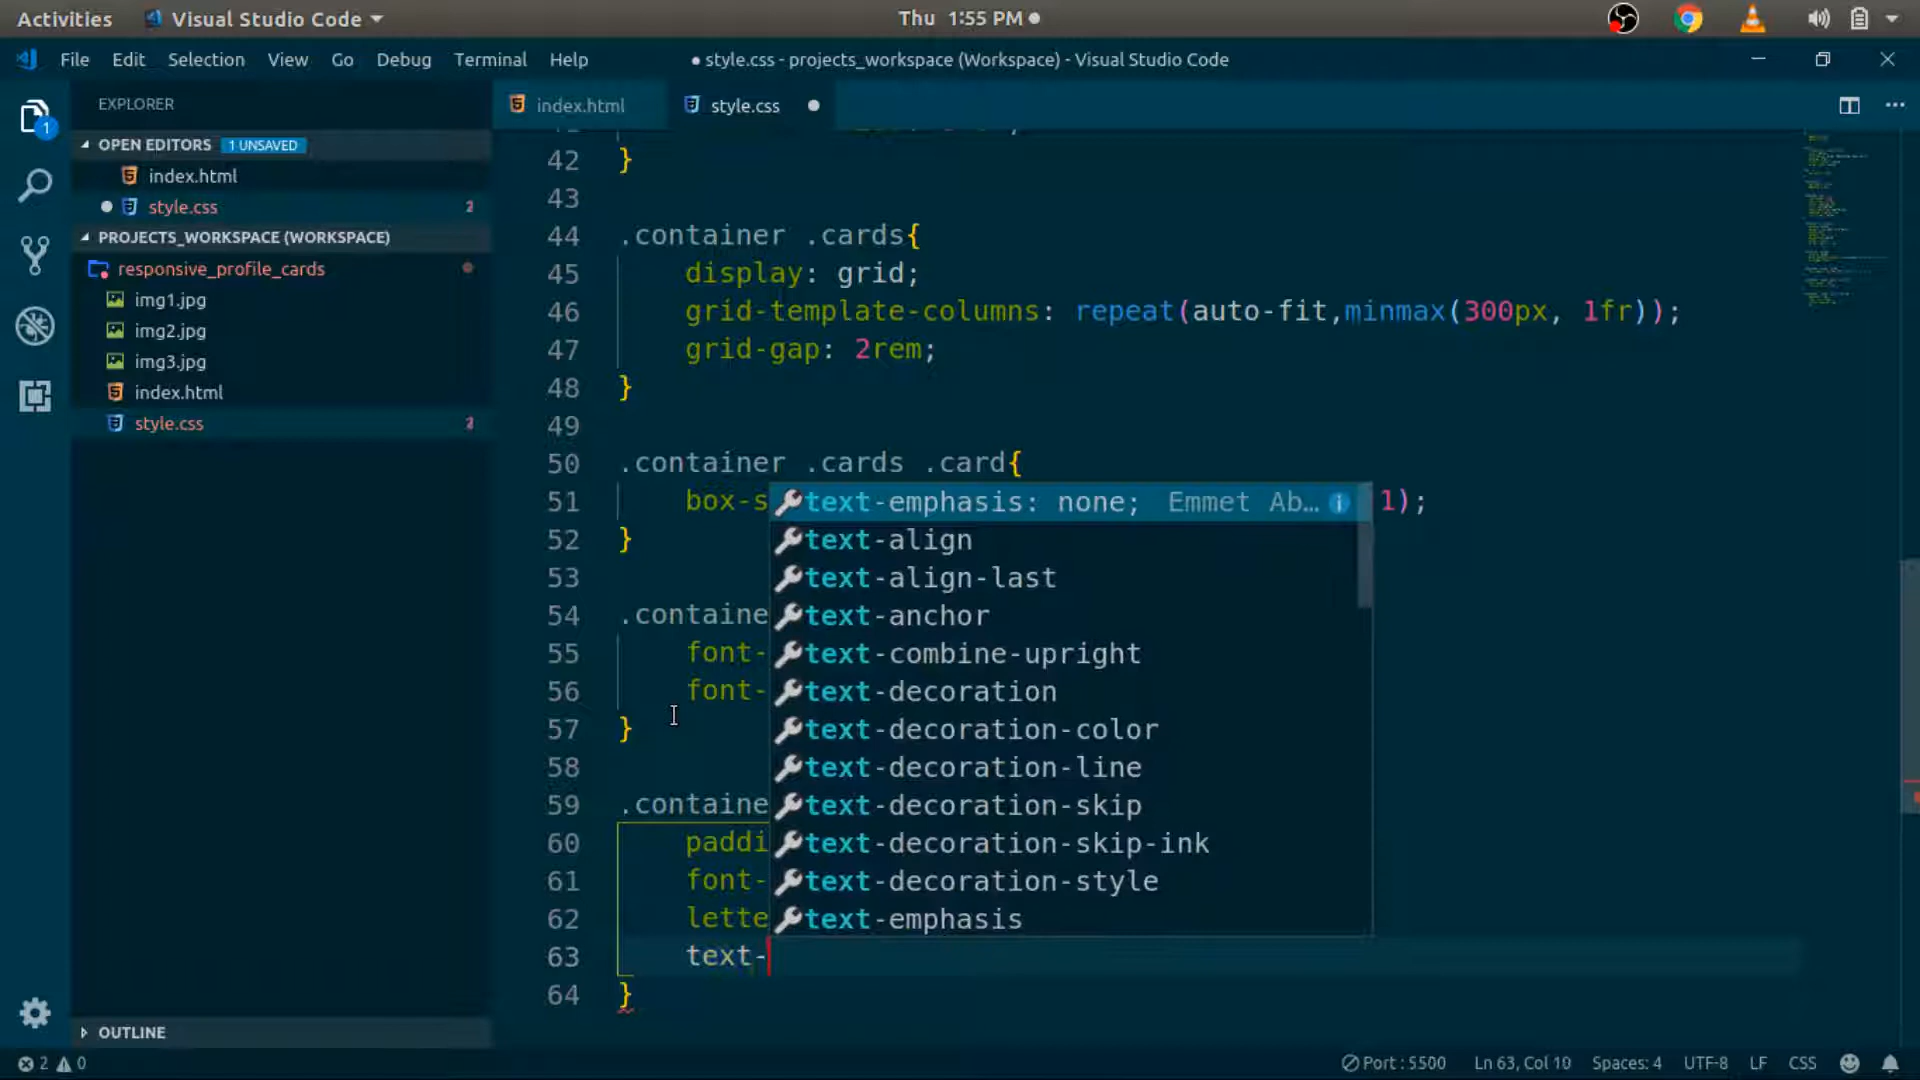 Activities Visual Studio Code Thu 1:55 PM
File Edit Selection View Go Debug Terminal Help ● style.css - projects_workspace (Workspace) - Visual Studio Code
EXPLORER
index.html style.css
OPEN EDITORS 1 UNSAVED
index.html
style.css 2
PROJECTS_WORKSPACE (WORKSPACE)
responsive_profile_cards
img1.jpg
img2.jpg
img3.jpg
index.html
style.css 2
OUTLINE
1
42 }
43
44 .container .cards{
45 display: grid;
46 grid-template-columns: repeat(auto-fit,minmax(300px, 1fr));
47 grid-gap: 2rem;
48 }
49
50 .container .cards .card{
51 box-s 1);
52 }
53
54 .containe
55 font-
56 font-
57 }
58
59 .containe
60 paddi
61 font-
62 lette
63 text-
64 }
text-emphasis: none; Emmet Ab…
text-align
text-align-last
text-anchor
text-combine-upright
text-decoration
text-decoration-color
text-decoration-line
text-decoration-skip
text-decoration-skip-ink
text-decoration-style
text-emphasis
2 0 Port : 5500 Ln 63, Col 10 Spaces: 4 UTF-8 LF CSS